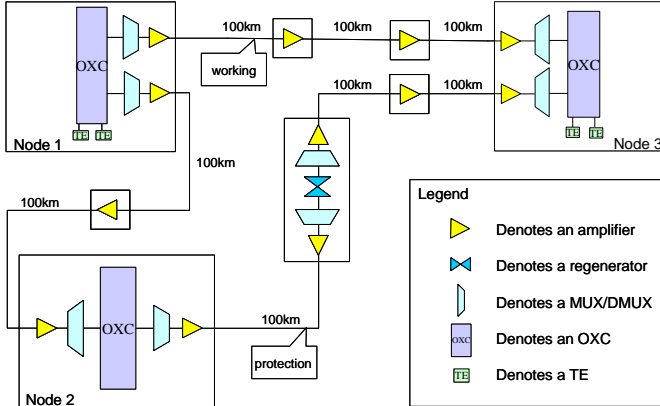 100km
100km
100km
OXC
working
OXC
100km
100km
TE TE
Node 1
TE TE
Node 3
100km
100km
Legend
Denotes an amplifier
Denotes a regenerator
Denotes a MUX/DMUX
OXC
Denotes an OXC
TE
Denotes a TE
OXC
100km
protection
Node 2